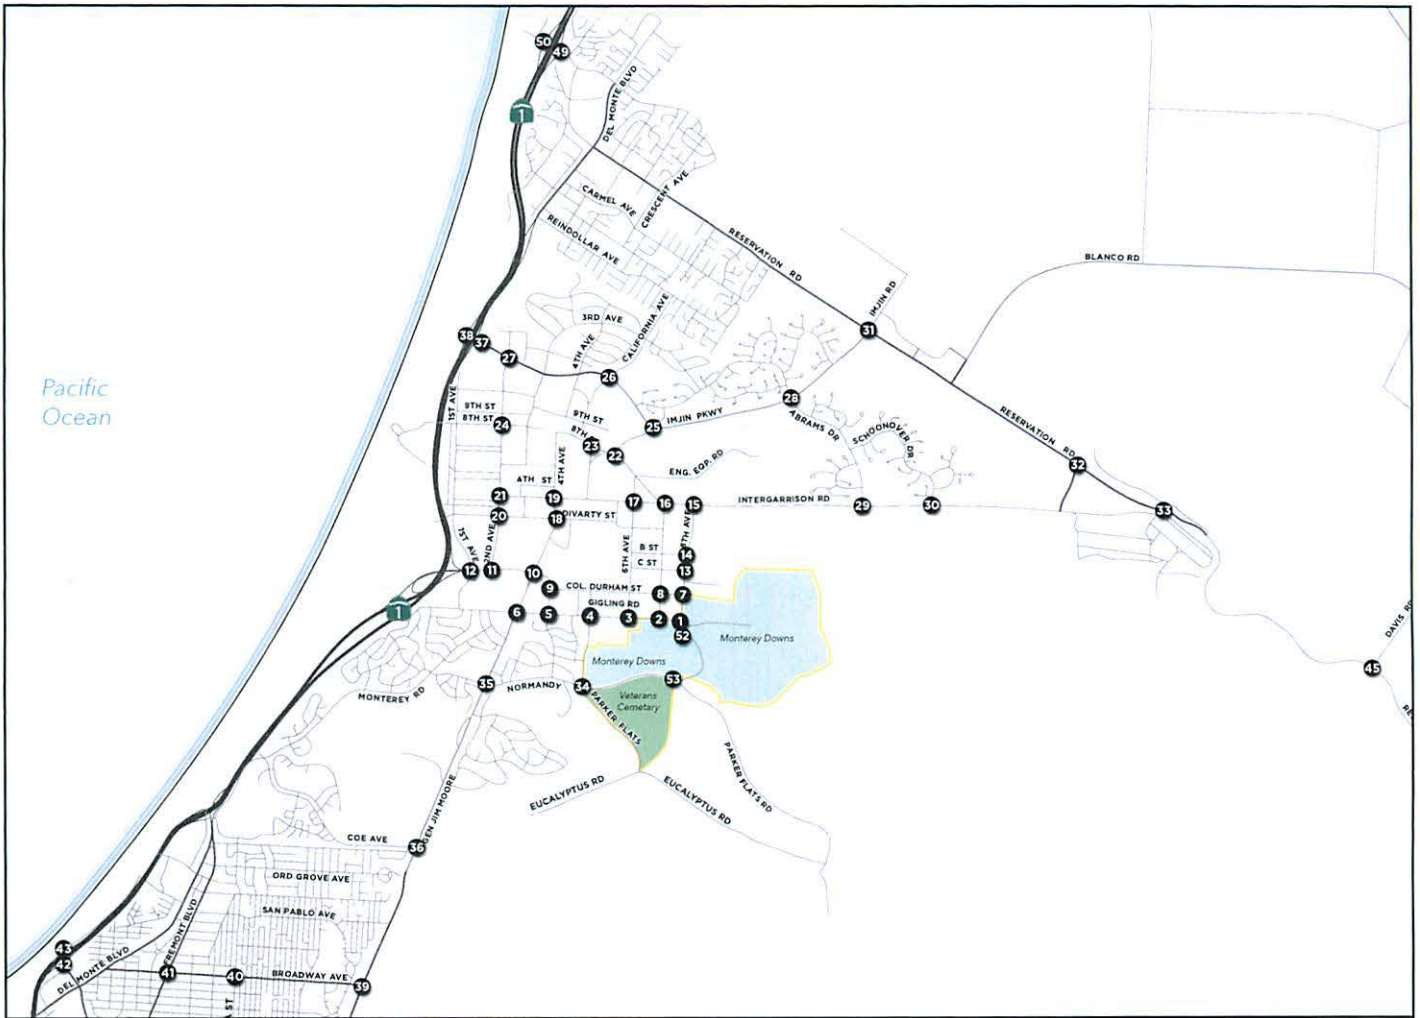 50
49
DEL MONTE BLVD
1
CARMEL AVE
CRESCENT AVE
REINDOLLAR AVE
RESERVATION RD
BLANCO RD
IMJIN RD
31
3RD AVE
CALIFORNIA AVE
4TH AVE
38
37
27
26
Pacific
Ocean
1ST AVE
9TH ST
8TH ST
24
9TH ST
8TH
23
22
25
IMJIN PKWY
28
ABRAMS DR
SCHOONOVER DR
RESERVATION RD
32
ENG. EQP. RD
4TH AVE
21
19
17
16
15
INTERGARRISON RD
29
30
33
20
18
DIVARTY ST
1ST AVE
2ND AVE
6TH AVE
B ST
C ST
14
13
12
11
10
9
COL. DURHAM ST
8
7
1
GIGLING RD
6
5
4
3
2
1
52
Monterey Downs
Monterey Downs
DAVIS RD
45
35
NORMANDY
34
53
MONTEREY RD
Veterans
Cemetery
PARKER FLATS
PARKER FLATS RD
EUCALYPTUS RD
EUCALYPTUS RD
GEN JIM MOORE
COE AVE
36
ORD GROVE AVE
SAN PABLO AVE
FREMONT BLVD
43
42
DEL MONTE BLVD
41
40
BROADWAY AVE
39